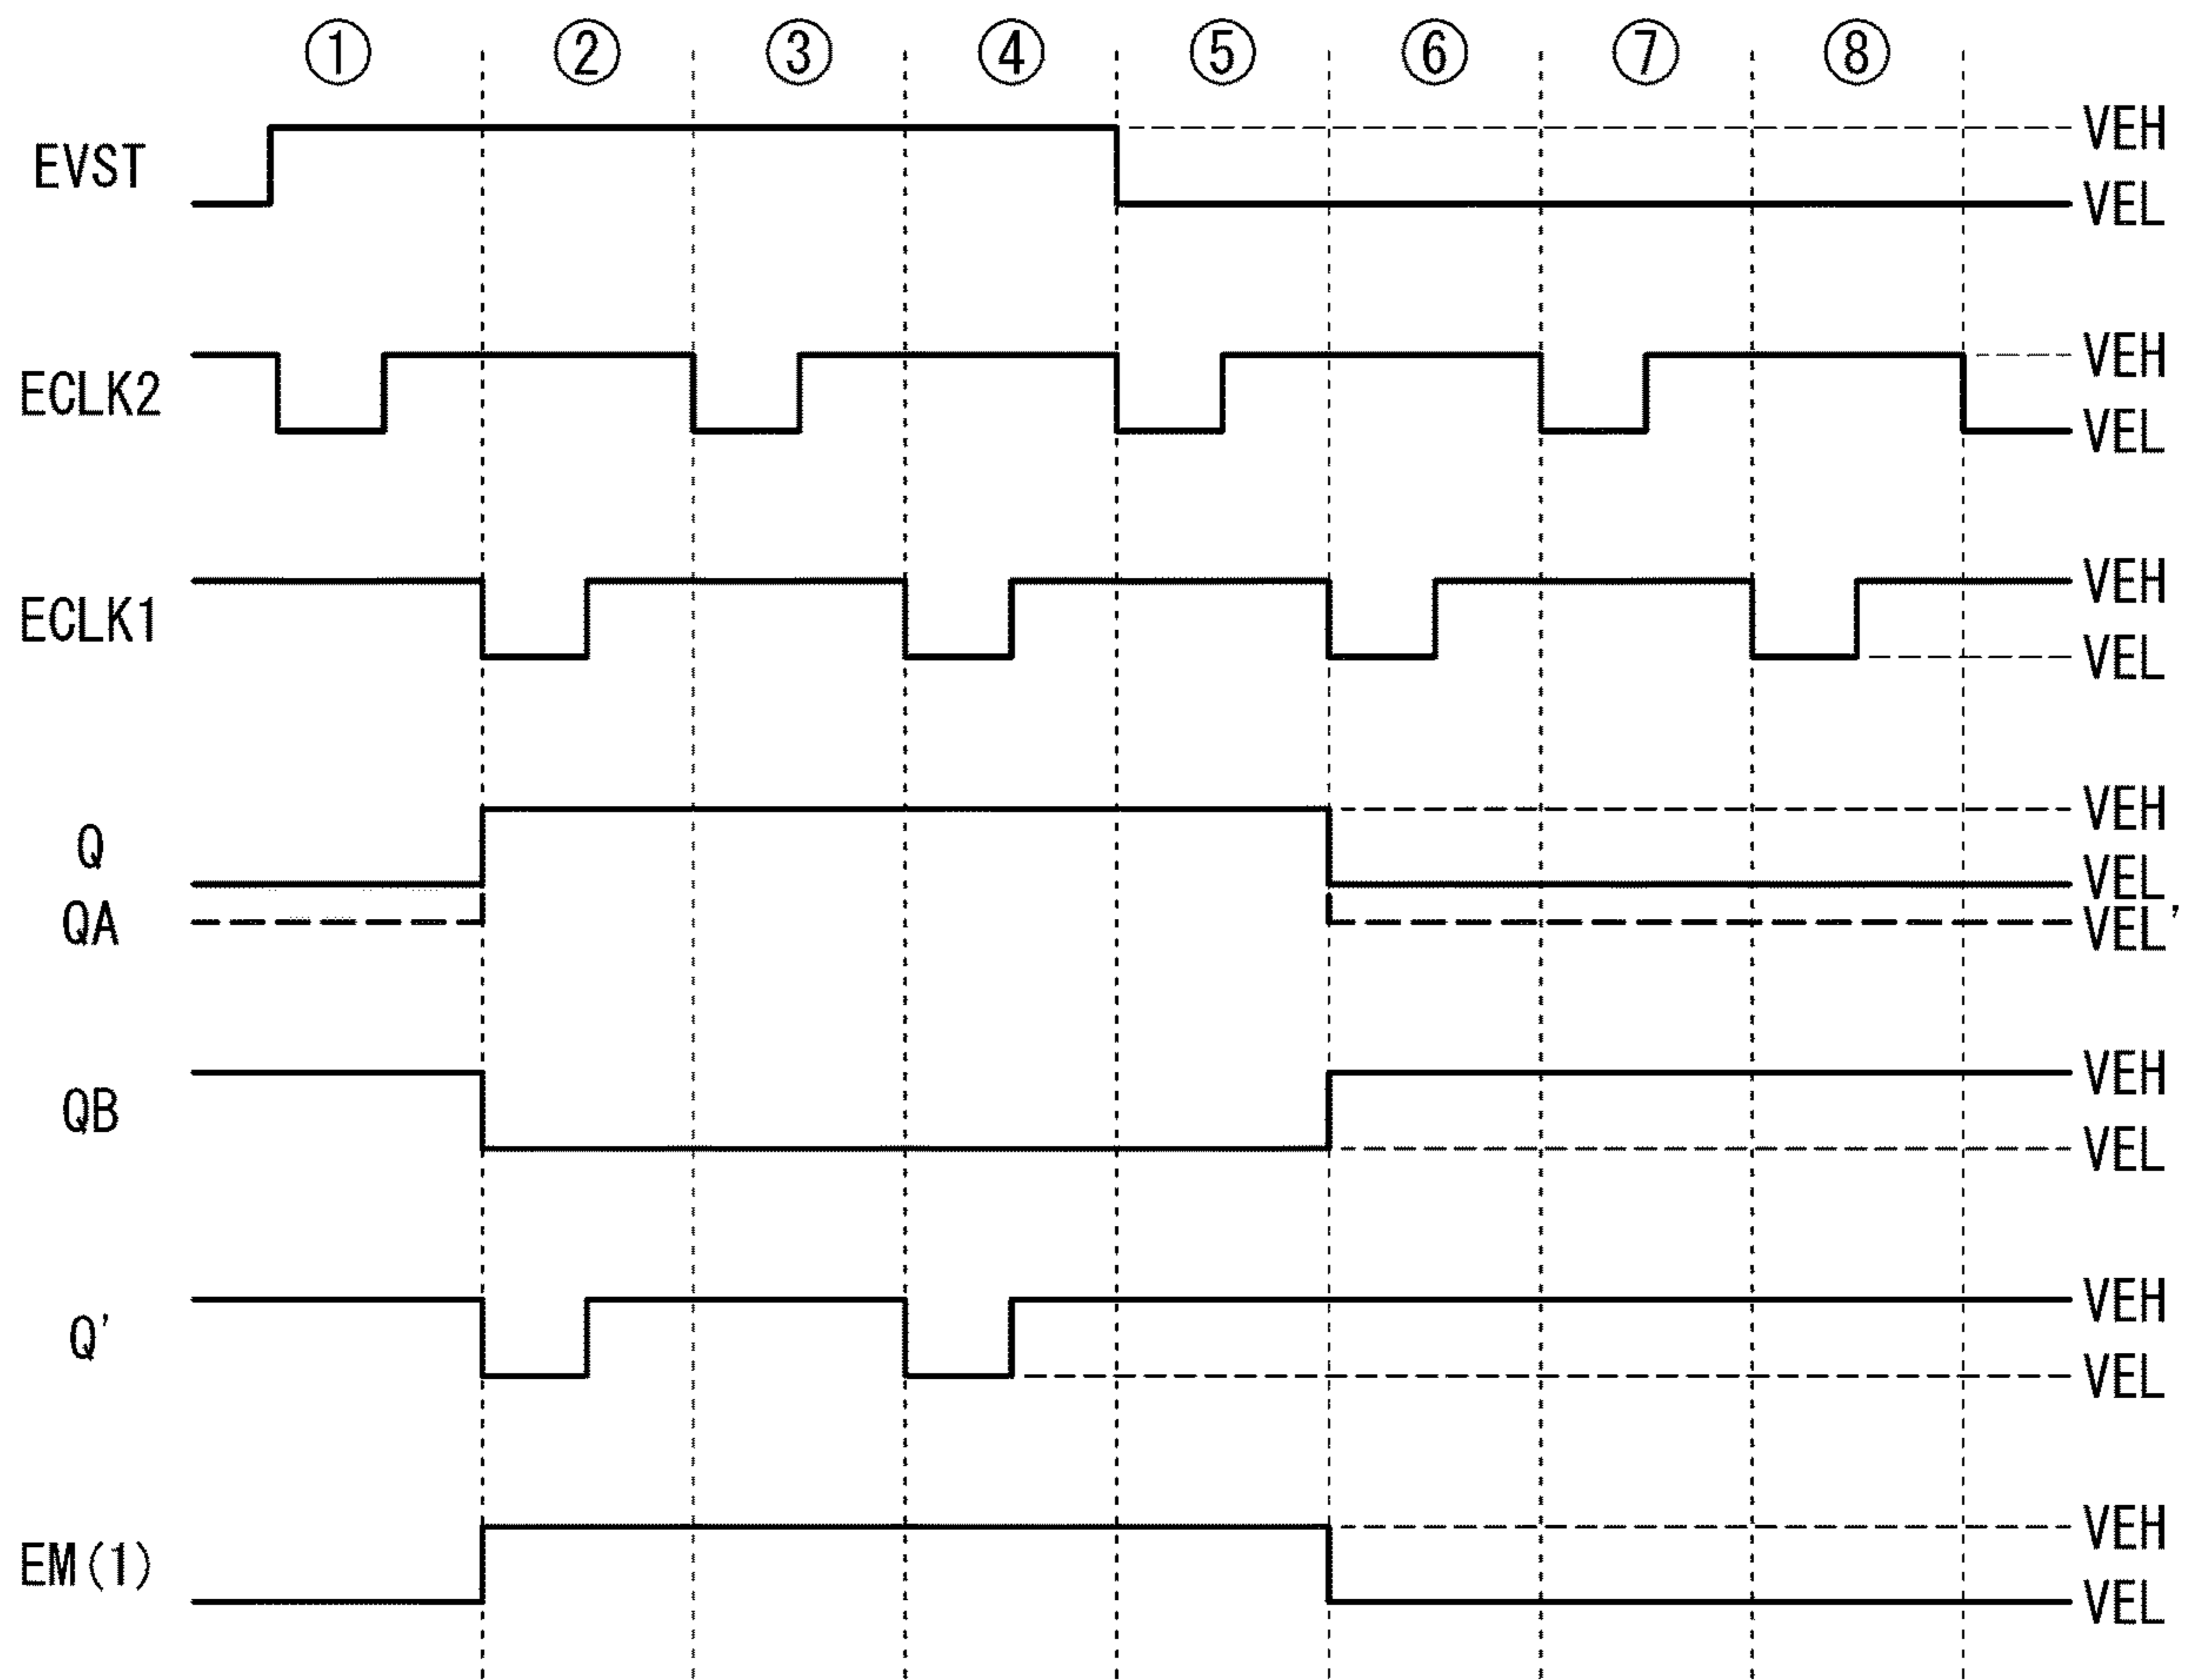 ① ② ③ ④ ⑤ ⑥ ⑦ ⑧
EVST VEH
VEL
ECLK2 VEH
VEL
ECLK1 VEH
VEL
Q VEH
VEL
QA VEL'
QB VEH
VEL
Q' VEH
VEL
EM(1) VEH
VEL